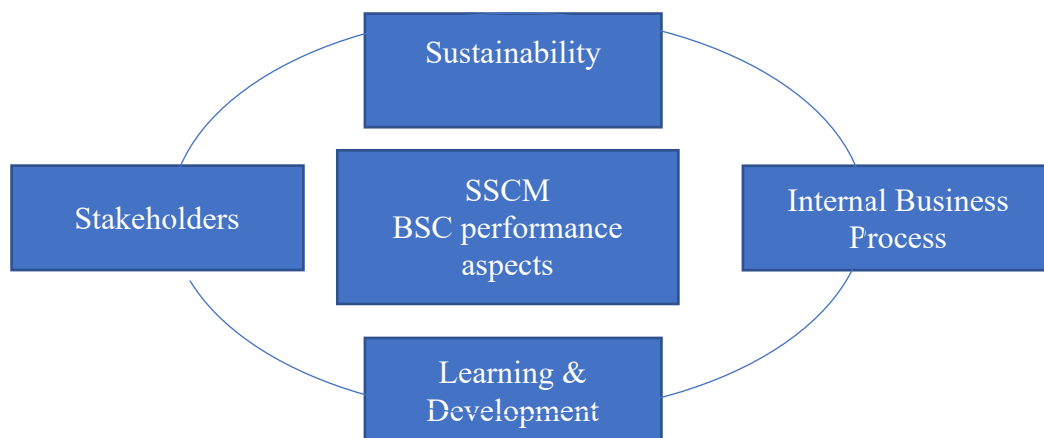 Sustainability
Stakeholders
SSCM
BSC performance
aspects
Internal Business
Process
Learning &
Development